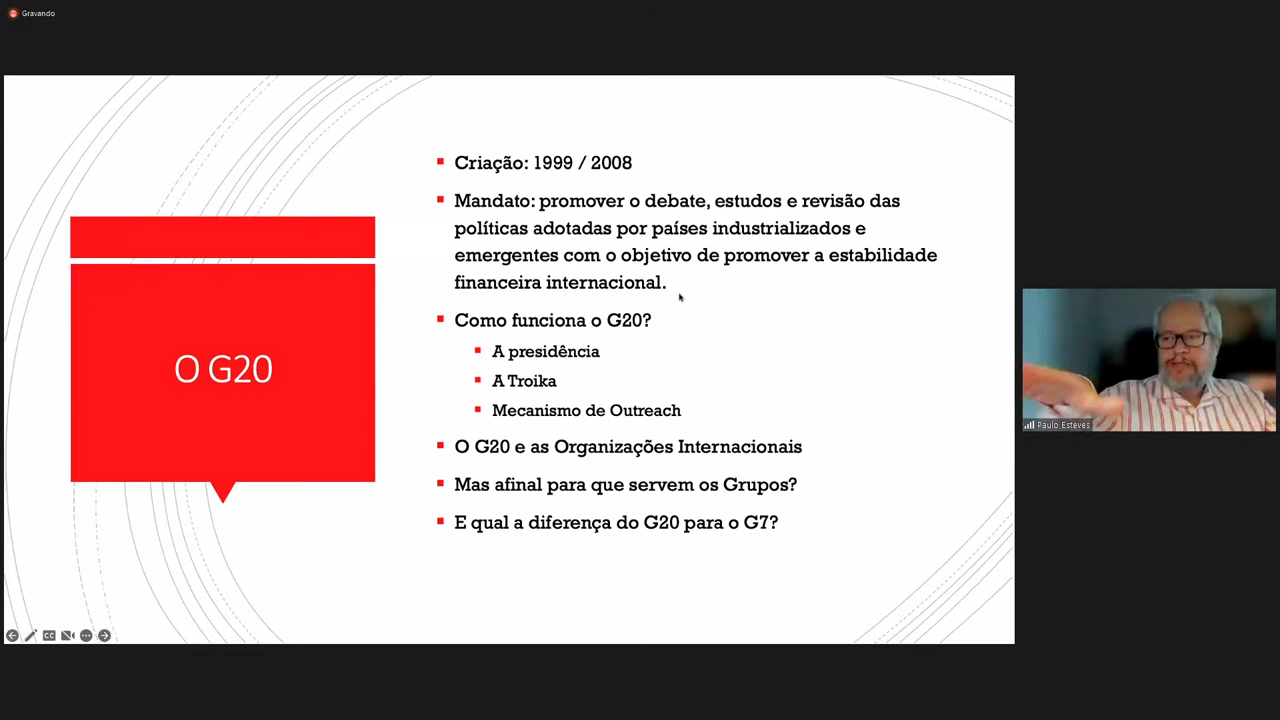 Gravando
O G20
Criação: 1999 / 2008
Mandato: promover o debate, estudos e revisão das
políticas adotadas por países industrializados e
emergentes com o objetivo de promover a estabilidade
financeira internacional.
Como funciona o G20?
A presidência
A Troika
Mecanismo de Outreach
O G20 e as Organizações Internacionais
Mas afinal para que servem os Grupos?
E qual a diferença do G20 para o G7?
Paulo Esteves
CC